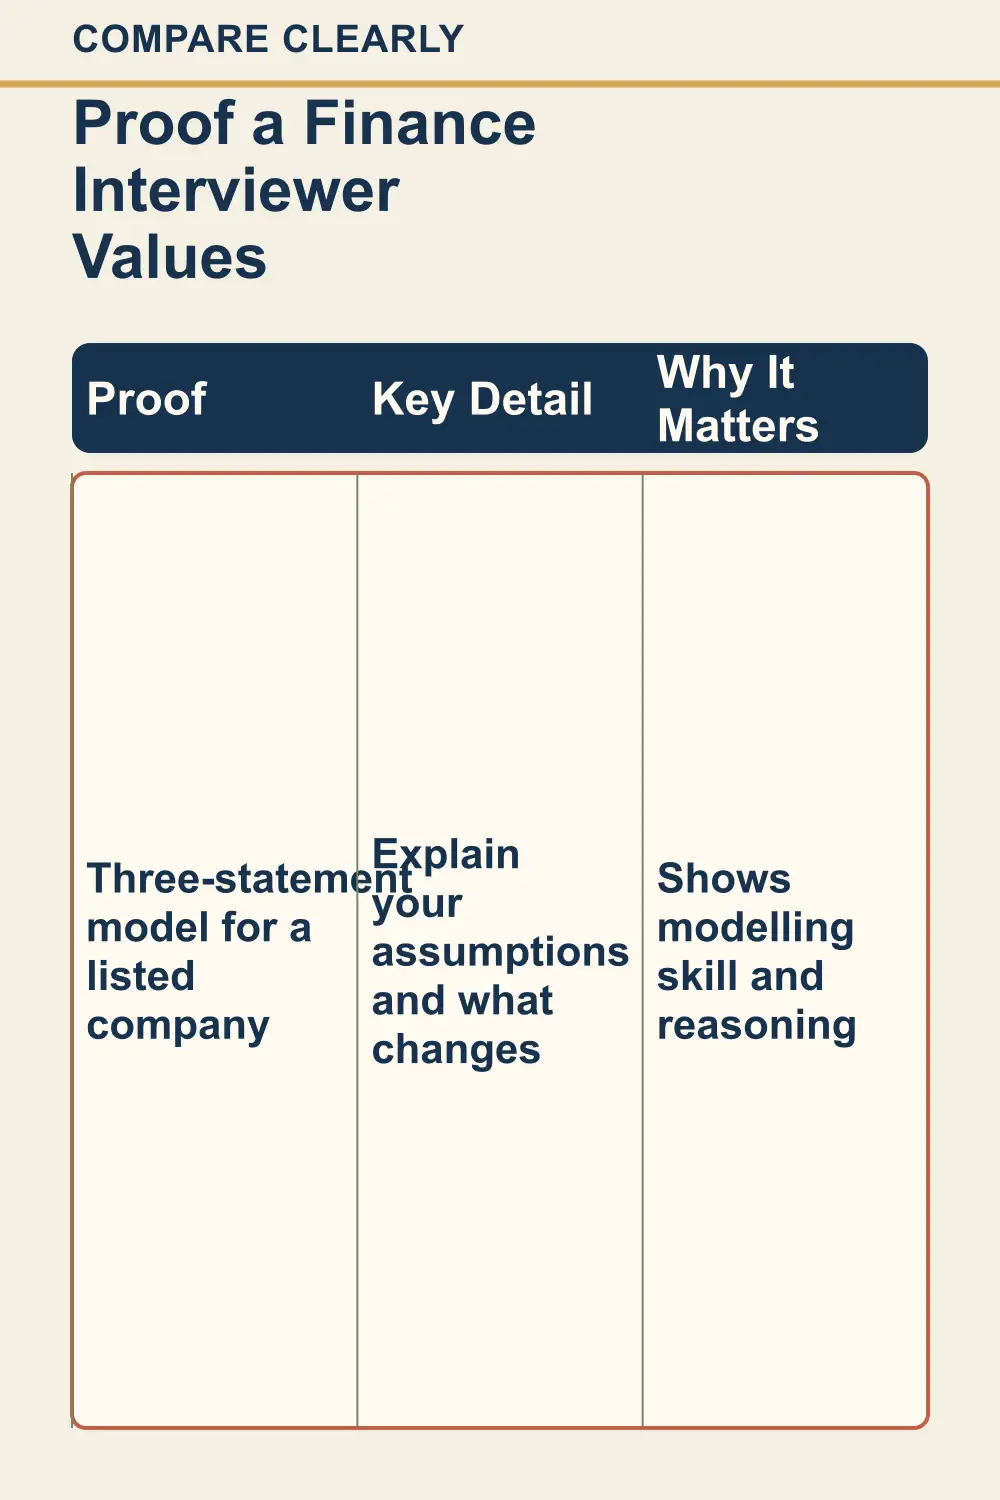 COMPARE CLEARLY
Proof a Finance
Interviewer
Values
Proof
Key Detail
Why It
Matters
Three-statement
model for a
listed
company
Explain
your
assumptions
and what
changes
Shows
modelling
skill and
reasoning